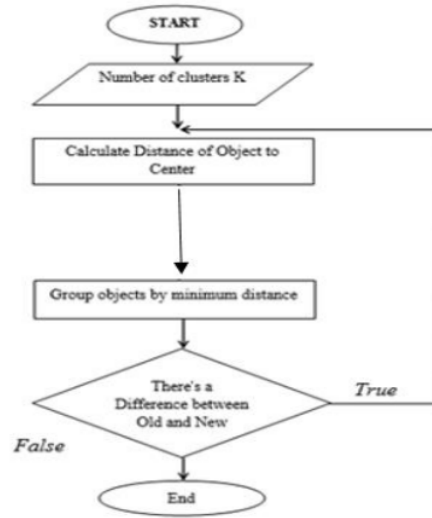 START
Number of clusters K
Calculate Distance of Object to
Center
Group objects by minimum distance
There's a
Difference between
Old and New
True
False
End